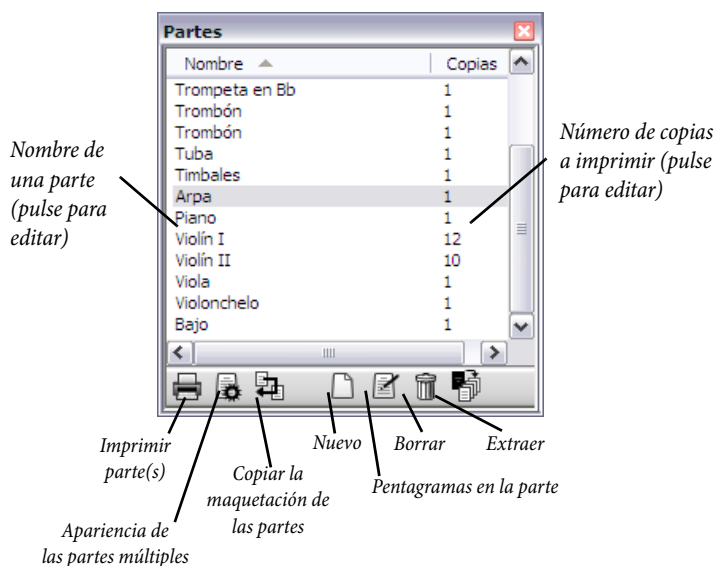 Partes
Nombre Copias
Trompeta en Bb 1
Trombón 1
Trombón 1
Tuba 1
Timbales 1
Arpa 1
Piano 1
Violín I 12
Violín II 10
Viola 1
Violonchelo 1
Bajo 1
Nombre de
una parte
(pulse para
editar)
Número de copias
a imprimir (pulse
para editar)
Imprimir
parte(s)
Apariencia de
las partes múltiples
Copiar la
maquetación de
las partes
Nuevo
Pentagramas en la parte
Borrar
Extraer